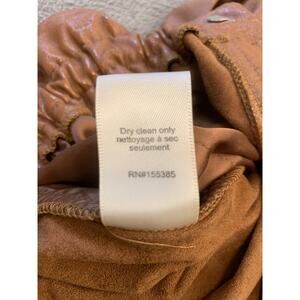 Dry clean only
nettoyage à sec
seulement
RN#155385